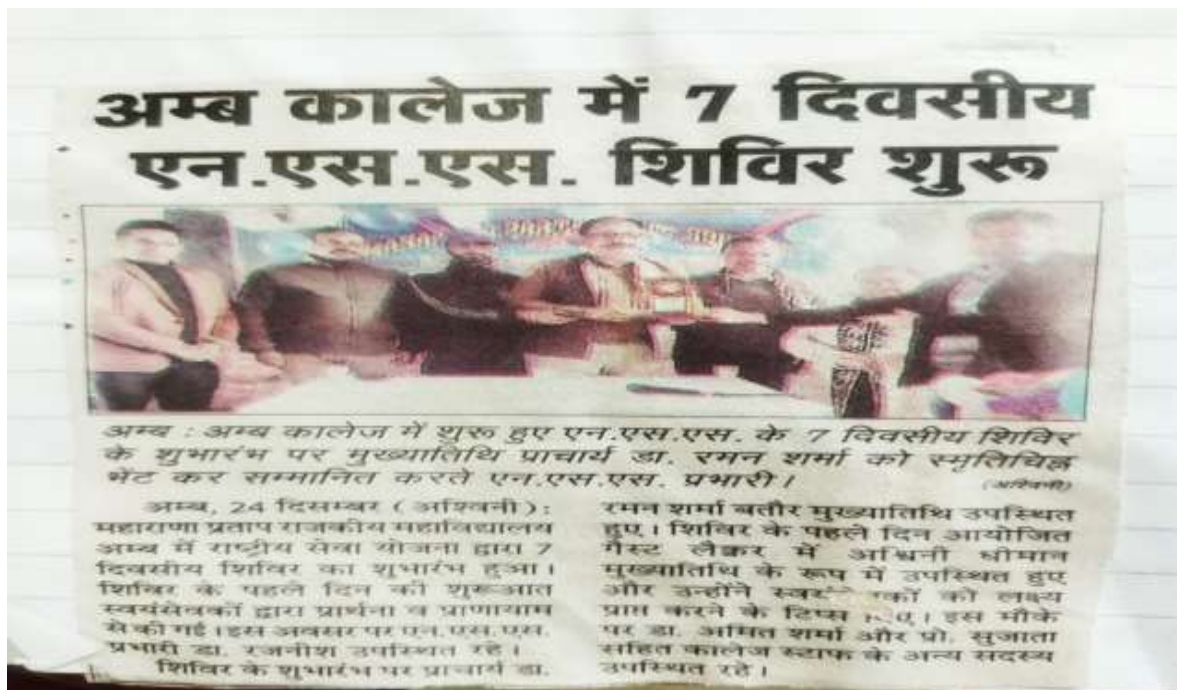 अम्ब कालेज में 7 दिवसीय
एन.एस.एस. शिविर शुरू
अम्ब : अम्ब कालेज में शुरू हुए एन.एस.एस. के 7 दिवसीय शिविर
के शुभारंभ पर मुख्यातिथि प्राचार्य डा. रमन शर्मा को स्मृतिचिह्न
भेंट कर सम्मानित करते एन.एस.एस. प्रभारी।
(अश्विनी)
अम्ब, 24 दिसम्बर (अश्विनी):
महाराणा प्रताप राजकीय महाविद्यालय
अम्ब में राष्ट्रीय सेवा योजना द्वारा 7
दिवसीय शिविर का शुभारंभ हुआ।
शिविर के पहले दिन की शुरूआत
स्वयंसेवकों द्वारा प्रार्थना व प्राणायाम
से की गई। इस अवसर पर एन.एस.एस.
प्रभारी डा. रजनीश उपस्थित रहे।
शिविर के शुभारंभ पर प्राचार्य डा.
रमन शर्मा बतौर मुख्यातिथि उपस्थित
हुए। शिविर के पहले दिन आयोजित
गैस्ट लैक्चर में अश्विनी धीमान
मुख्यातिथि के रूप में उपस्थित हुए
और उन्होंने को लक्ष्य
प्राप्त करने के टिप्स इस मौके
पर डा. अमित शर्मा और प्रो. सुजाता
सहित कालेज स्टाफ के अन्य सदस्य
उपस्थित रहे।